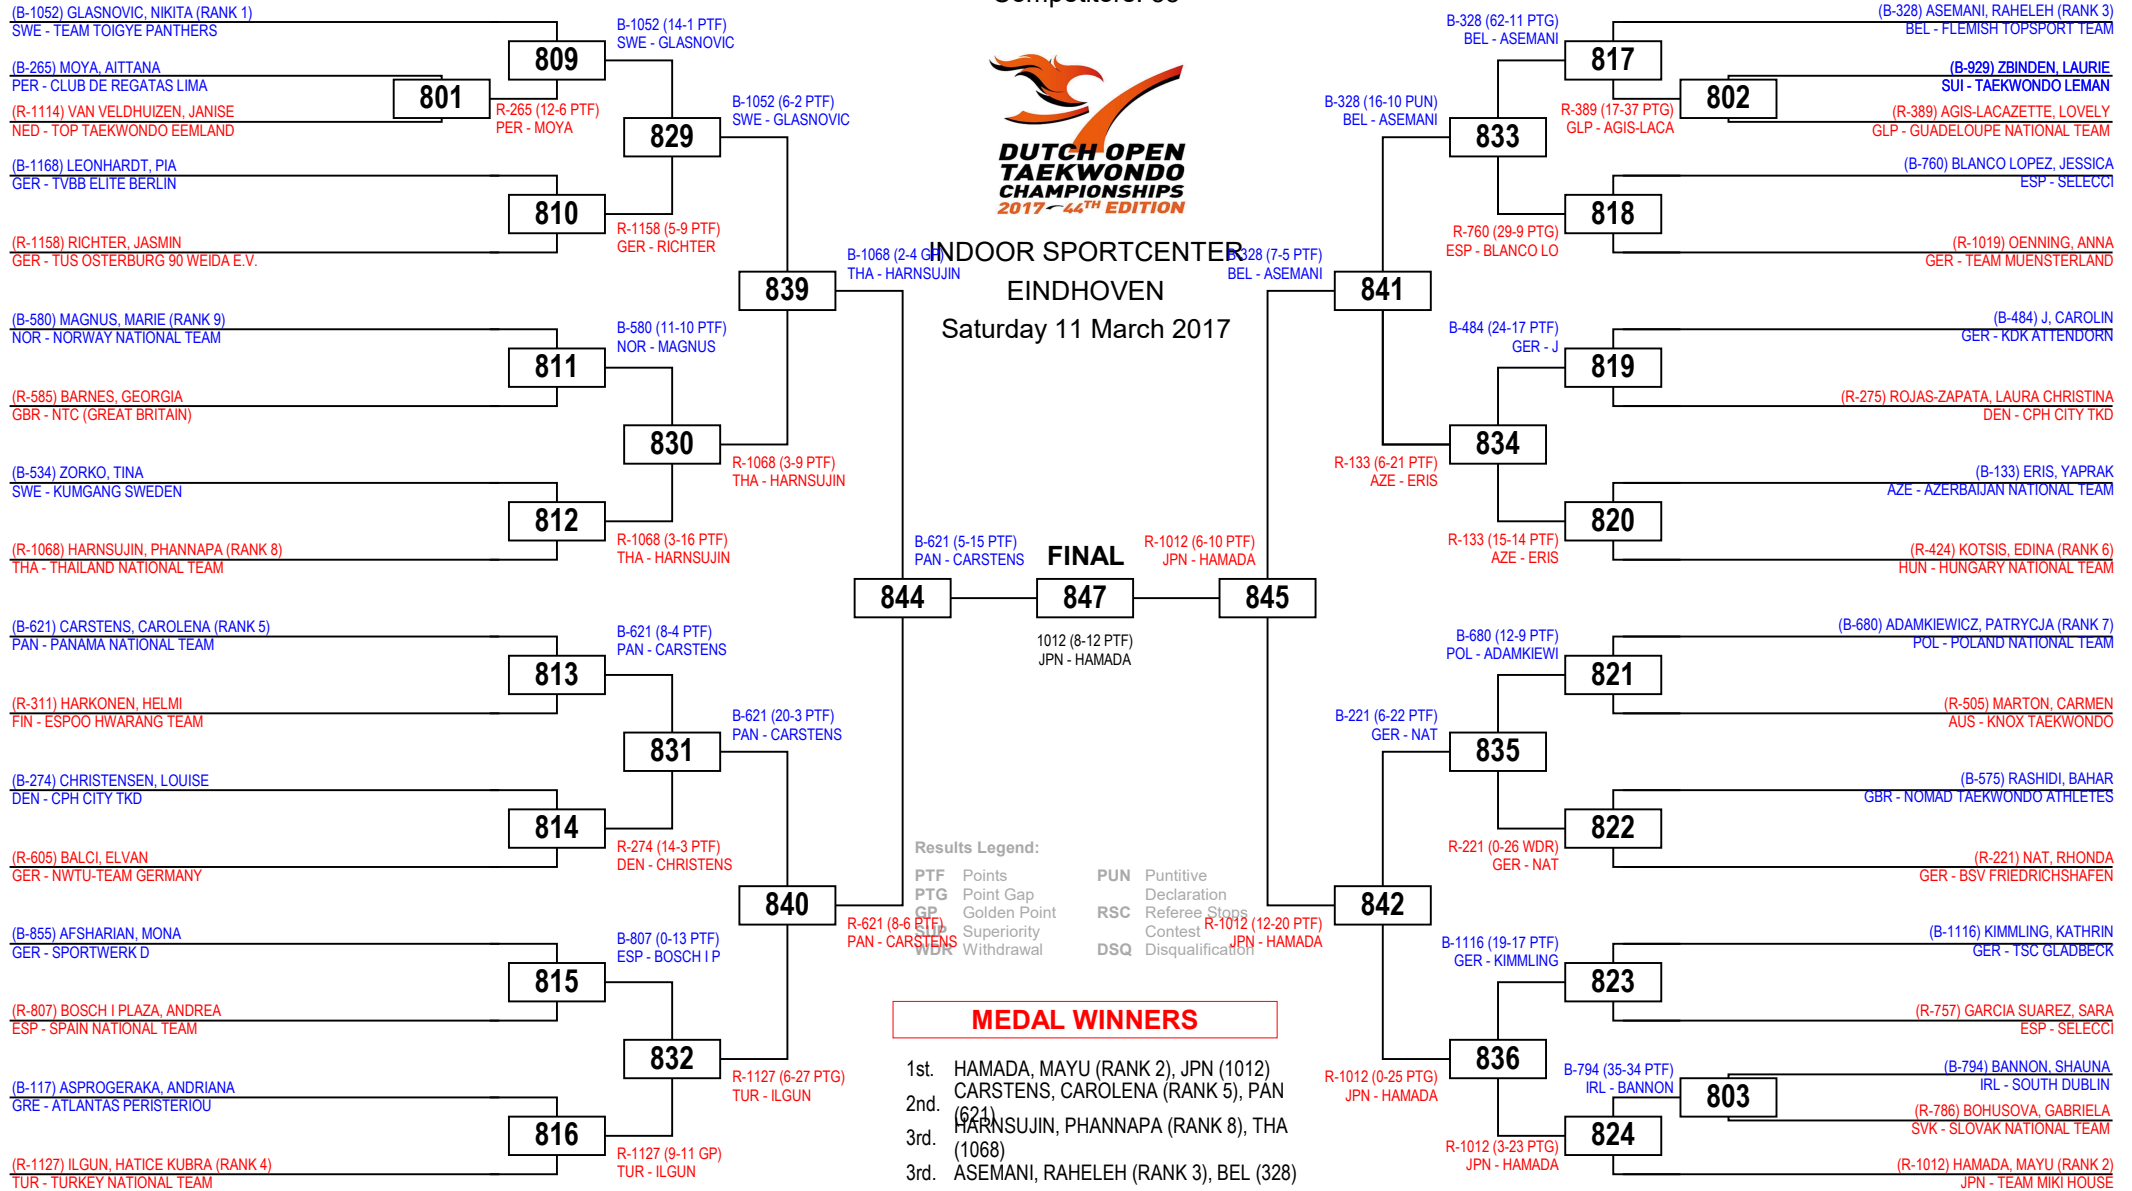 (B-1052) GLASNOVIC, NIKITA (RANK 1)
SWE - TEAM TOIGYE PANTHERS
(B-265) MOYA, AITTANA
PER - CLUB DE REGATAS LIMA
(R-1114) VAN VELDHUIZEN, JANISE
NED - TOP TAEKWONDO EEMLAND
(B-1168) LEONHARDT, PIA
GER - TVBB ELITE BERLIN
(R-1158) RICHTER, JASMIN
GER - TUS OSTERBURG 90 WEIDA E.V.
(B-580) MAGNUS, MARIE (RANK 9)
NOR - NORWAY NATIONAL TEAM
(R-585) BARNES, GEORGIA
GBR - NTC (GREAT BRITAIN)
(B-534) ZORKO, TINA
SWE - KUMGANG SWEDEN
(R-1068) HARNSUJIN, PHANNAPA (RANK 8)
THA - THAILAND NATIONAL TEAM
(B-621) CARSTENS, CAROLENA (RANK 5)
PAN - PANAMA NATIONAL TEAM
(R-311) HARKONEN, HELMI
FIN - ESPOO HWARANG TEAM
(B-274) CHRISTENSEN, LOUISE
DEN - CPH CITY TKD
(R-605) BALCI, ELVAN
GER - NWTU-TEAM GERMANY
(B-855) AFSHARIAN, MONA
GER - SPORTWERK D
(R-807) BOSCH I PLAZA, ANDREA
ESP - SPAIN NATIONAL TEAM
(B-117) ASPROGERAKA, ANDRIANA
GRE - ATLANTAS PERISTERIOU
(R-1127) ILGUN, HATICE KUBRA (RANK 4)
TUR - TURKEY NATIONAL TEAM
801
R-265 (12-6 PTF)
PER - MOYA
809
810
811
812
813
814
815
816
B-1052 (14-1 PTF)
SWE - GLASNOVIC
829
R-1158 (5-9 PTF)
GER - RICHTER
B-580 (11-10 PTF)
NOR - MAGNUS
830
R-1068 (3-16 PTF)
THA - HARNSUJIN
B-621 (8-4 PTF)
PAN - CARSTENS
831
R-274 (14-3 PTF)
DEN - CHRISTENS
B-807 (0-13 PTF)
ESP - BOSCH I P
832
R-1127 (9-11 GP)
TUR - ILGUN
B-1052 (6-2 PTF)
SWE - GLASNOVIC
839
R-1068 (3-9 PTF)
THA - HARNSUJIN
B-621 (20-3 PTF)
PAN - CARSTENS
840
R-1127 (6-27 PTG)
TUR - ILGUN
B-1068 (2-4 GP)
THA - HARNSUJIN
844
R-621 (8-6 PTF)
PAN - CARSTENS
DUTCH OPEN
TAEKWONDO
CHAMPIONSHIPS
2017 - 44TH EDITION
INDOOR SPORTCENTER
EINDHOVEN
Saturday 11 March 2017
B-621 (5-15 PTF)
PAN - CARSTENS
FINAL
847
1012 (8-12 PTF)
JPN - HAMADA
R-1012 (6-10 PTF)
JPN - HAMADA
Results Legend:
PTF Points
PTG Point Gap
GP Golden Point
SUP Superiority
WDR Withdrawal
PUN Puntitive
Declaration
RSC Referee Stops
Contest
DSQ Disqualification
MEDAL WINNERS
1st. HAMADA, MAYU (RANK 2), JPN (1012)
2nd. CARSTENS, CAROLENA (RANK 5), PAN
(621)
3rd. HARNSUJIN, PHANNAPA (RANK 8), THA
(1068)
3rd. ASEMANI, RAHELEH (RANK 3), BEL (328)
B-328 (7-5 PTF)
BEL - ASEMANI
845
R-1012 (12-20 PTF)
JPN - HAMADA
B-328 (16-10 PUN)
BEL - ASEMANI
841
R-133 (6-21 PTF)
AZE - ERIS
B-221 (6-22 PTF)
GER - NAT
842
R-1012 (0-25 PTG)
JPN - HAMADA
B-328 (62-11 PTG)
BEL - ASEMANI
833
R-760 (29-9 PTG)
ESP - BLANCO LO
B-484 (24-17 PTF)
GER - J
834
R-133 (15-14 PTF)
AZE - ERIS
B-680 (12-9 PTF)
POL - ADAMKIEWI
835
R-221 (0-26 WDR)
GER - NAT
B-1116 (19-17 PTF)
GER - KIMMLING
836
R-1012 (3-23 PTG)
JPN - HAMADA
817
818
819
820
821
822
823
824
R-389 (17-37 PTG)
GLP - AGIS-LACA
802
B-794 (35-34 PTF)
IRL - BANNON
803
(B-328) ASEMANI, RAHELEH (RANK 3)
BEL - FLEMISH TOPSPORT TEAM
(B-929) ZBINDEN, LAURIE
SUI - TAEKWONDO LEMAN
(R-389) AGIS-LACAZETTE, LOVELY
GLP - GUADELOUPE NATIONAL TEAM
(B-760) BLANCO LOPEZ, JESSICA
ESP - SELECCI
(R-1019) OENNING, ANNA
GER - TEAM MUENSTERLAND
(B-484) J, CAROLIN
GER - KDK ATTENDORN
(R-275) ROJAS-ZAPATA, LAURA CHRISTINA
DEN - CPH CITY TKD
(B-133) ERIS, YAPRAK
AZE - AZERBAIJAN NATIONAL TEAM
(R-424) KOTSIS, EDINA (RANK 6)
HUN - HUNGARY NATIONAL TEAM
(B-680) ADAMKIEWICZ, PATRYCJA (RANK 7)
POL - POLAND NATIONAL TEAM
(R-505) MARTON, CARMEN
AUS - KNOX TAEKWONDO
(B-575) RASHIDI, BAHAR
GBR - NOMAD TAEKWONDO ATHLETES
(R-221) NAT, RHONDA
GER - BSV FRIEDRICHSHAFEN
(B-1116) KIMMLING, KATHRIN
GER - TSC GLADBECK
(R-757) GARCIA SUAREZ, SARA
ESP - SELECCI
(B-794) BANNON, SHAUNA
IRL - SOUTH DUBLIN
(R-786) BOHUSOVA, GABRIELA
SVK - SLOVAK NATIONAL TEAM
(R-1012) HAMADA, MAYU (RANK 2)
JPN - TEAM MIKI HOUSE